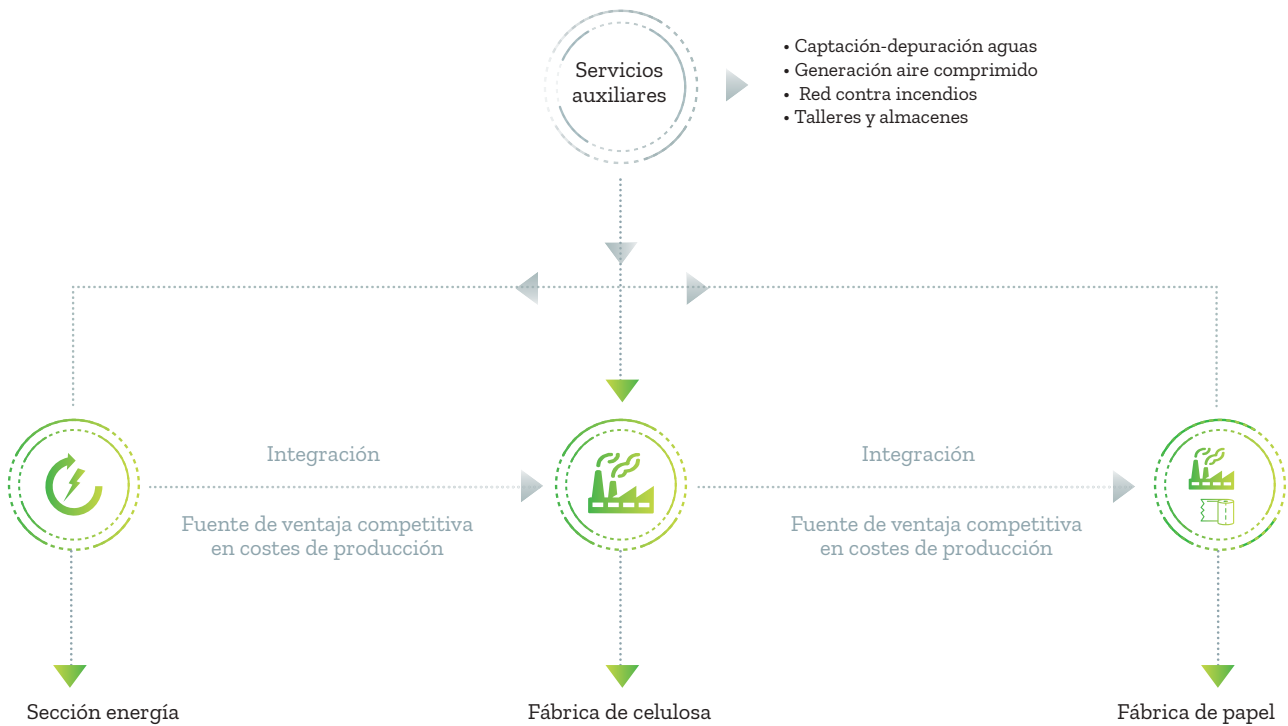 Servicios
auxiliares
• Captación-depuración aguas
• Generación aire comprimido
• Red contra incendios
• Talleres y almacenes
Integración
Fuente de ventaja competitiva
en costes de producción
Integración
Fuente de ventaja competitiva
en costes de producción
Sección energía
Fábrica de celulosa
Fábrica de papel